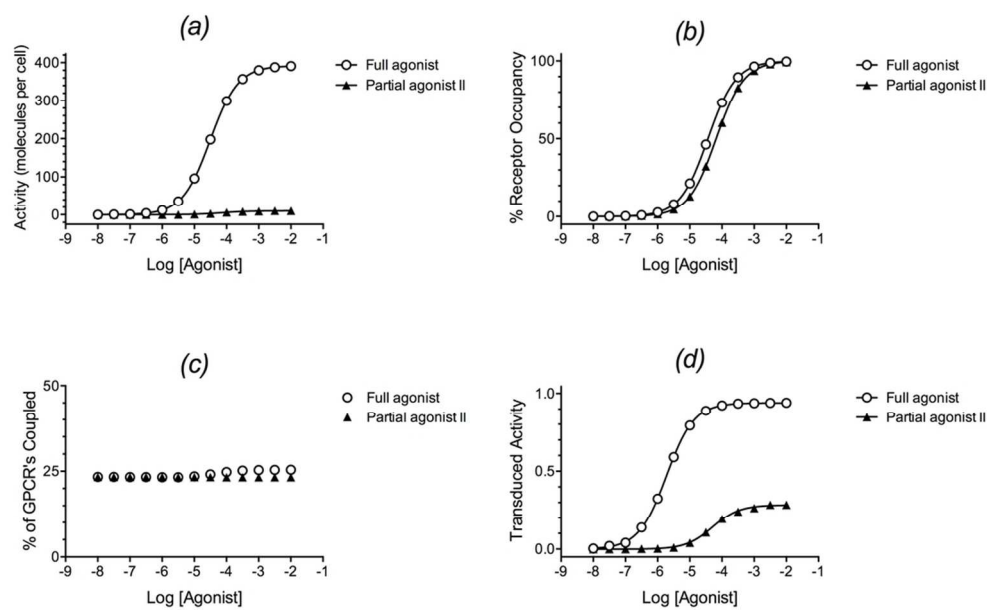 (a)
Activity (molecules per cell)
400
300
200
100
0
-9 -8 -7 -6 -5 -4 -3 -2 -1
Log [Agonist]
Full agonist
Partial agonist II
(b)
% Receptor Occupancy
100
50
0
-9 -8 -7 -6 -5 -4 -3 -2 -1
Log [Agonist]
Full agonist
Partial agonist II
(c)
% of GPCR's Coupled
50
25
0
-9 -8 -7 -6 -5 -4 -3 -2 -1
Log [Agonist]
Full agonist
Partial agonist II
(d)
Transduced Activity
1.0
0.5
0.0
-9 -8 -7 -6 -5 -4 -3 -2 -1
Log [Agonist]
Full agonist
Partial agonist II